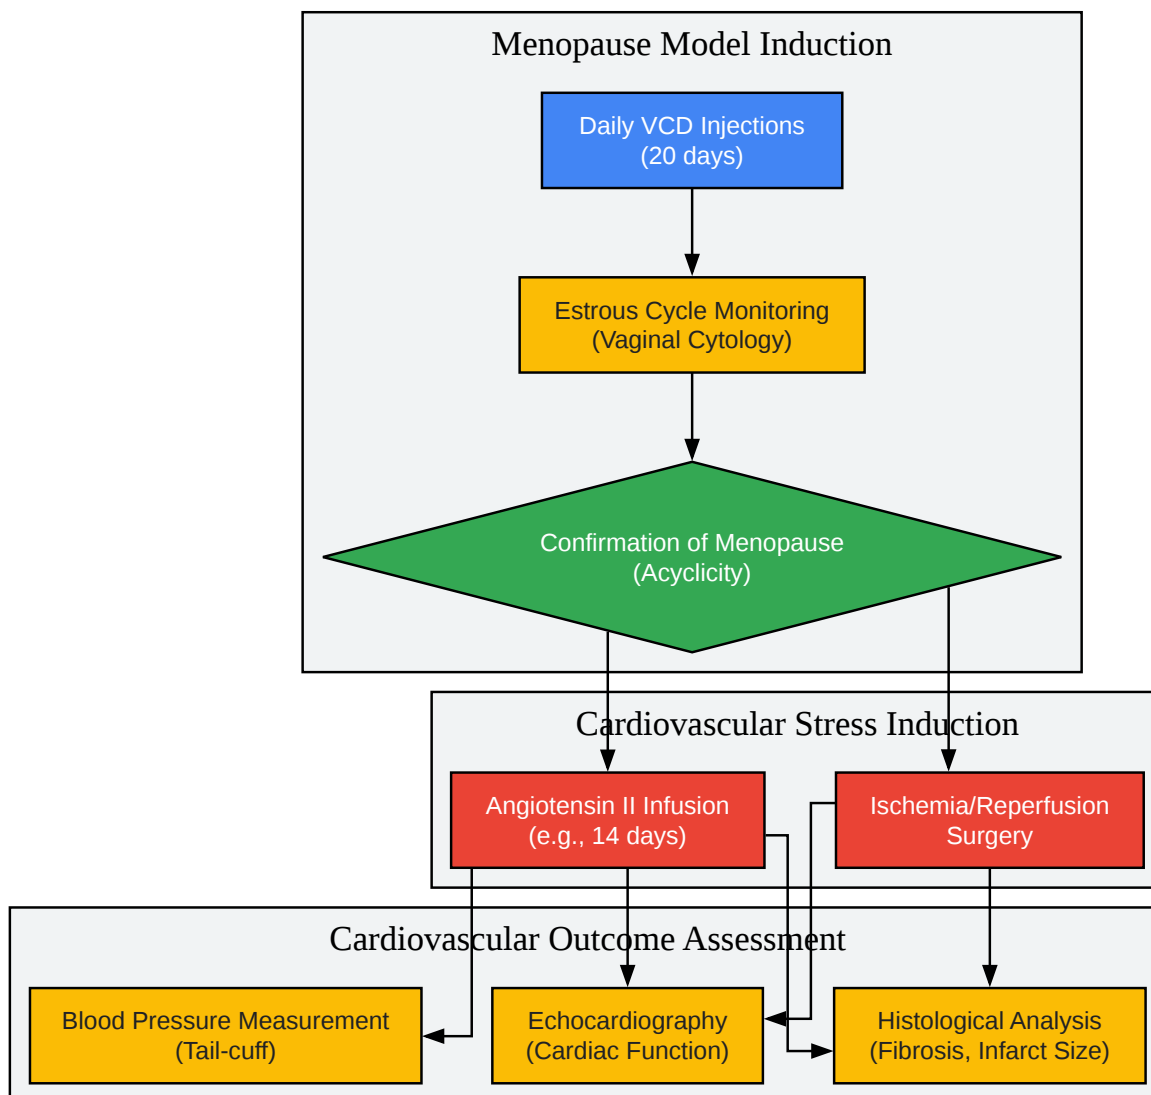 Menopause Model Induction
Daily VCD Injections
(20 days)
Estrous Cycle Monitoring
(Vaginal Cytology)
Confirmation of Menopause
(Acyclicity)
Cardiovascular Stress Induction
Angiotensin II Infusion
(e.g., 14 days)
Ischemia/Reperfusion
Surgery
Cardiovascular Outcome Assessment
Blood Pressure Measurement
(Tail-cuff)
Echocardiography
(Cardiac Function)
Histological Analysis
(Fibrosis, Infarct Size)